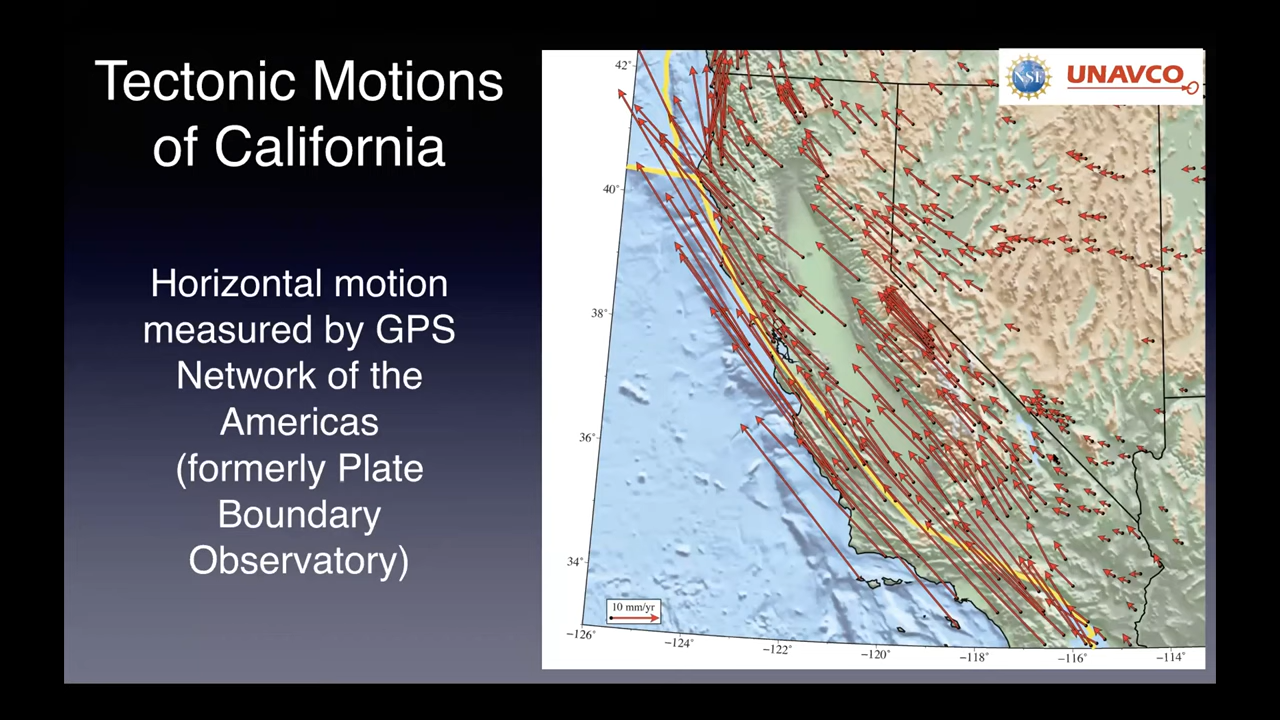 Tectonic Motions
of California
Horizontal motion
measured by GPS
Network of the
Americas
(formerly Plate
Boundary
Observatory)
NSF
UNAVCO
42°
40°
38°
36°
34°
10 mm/yr
−126°
−124°
−122°
−120°
−118°
−116°
−114°